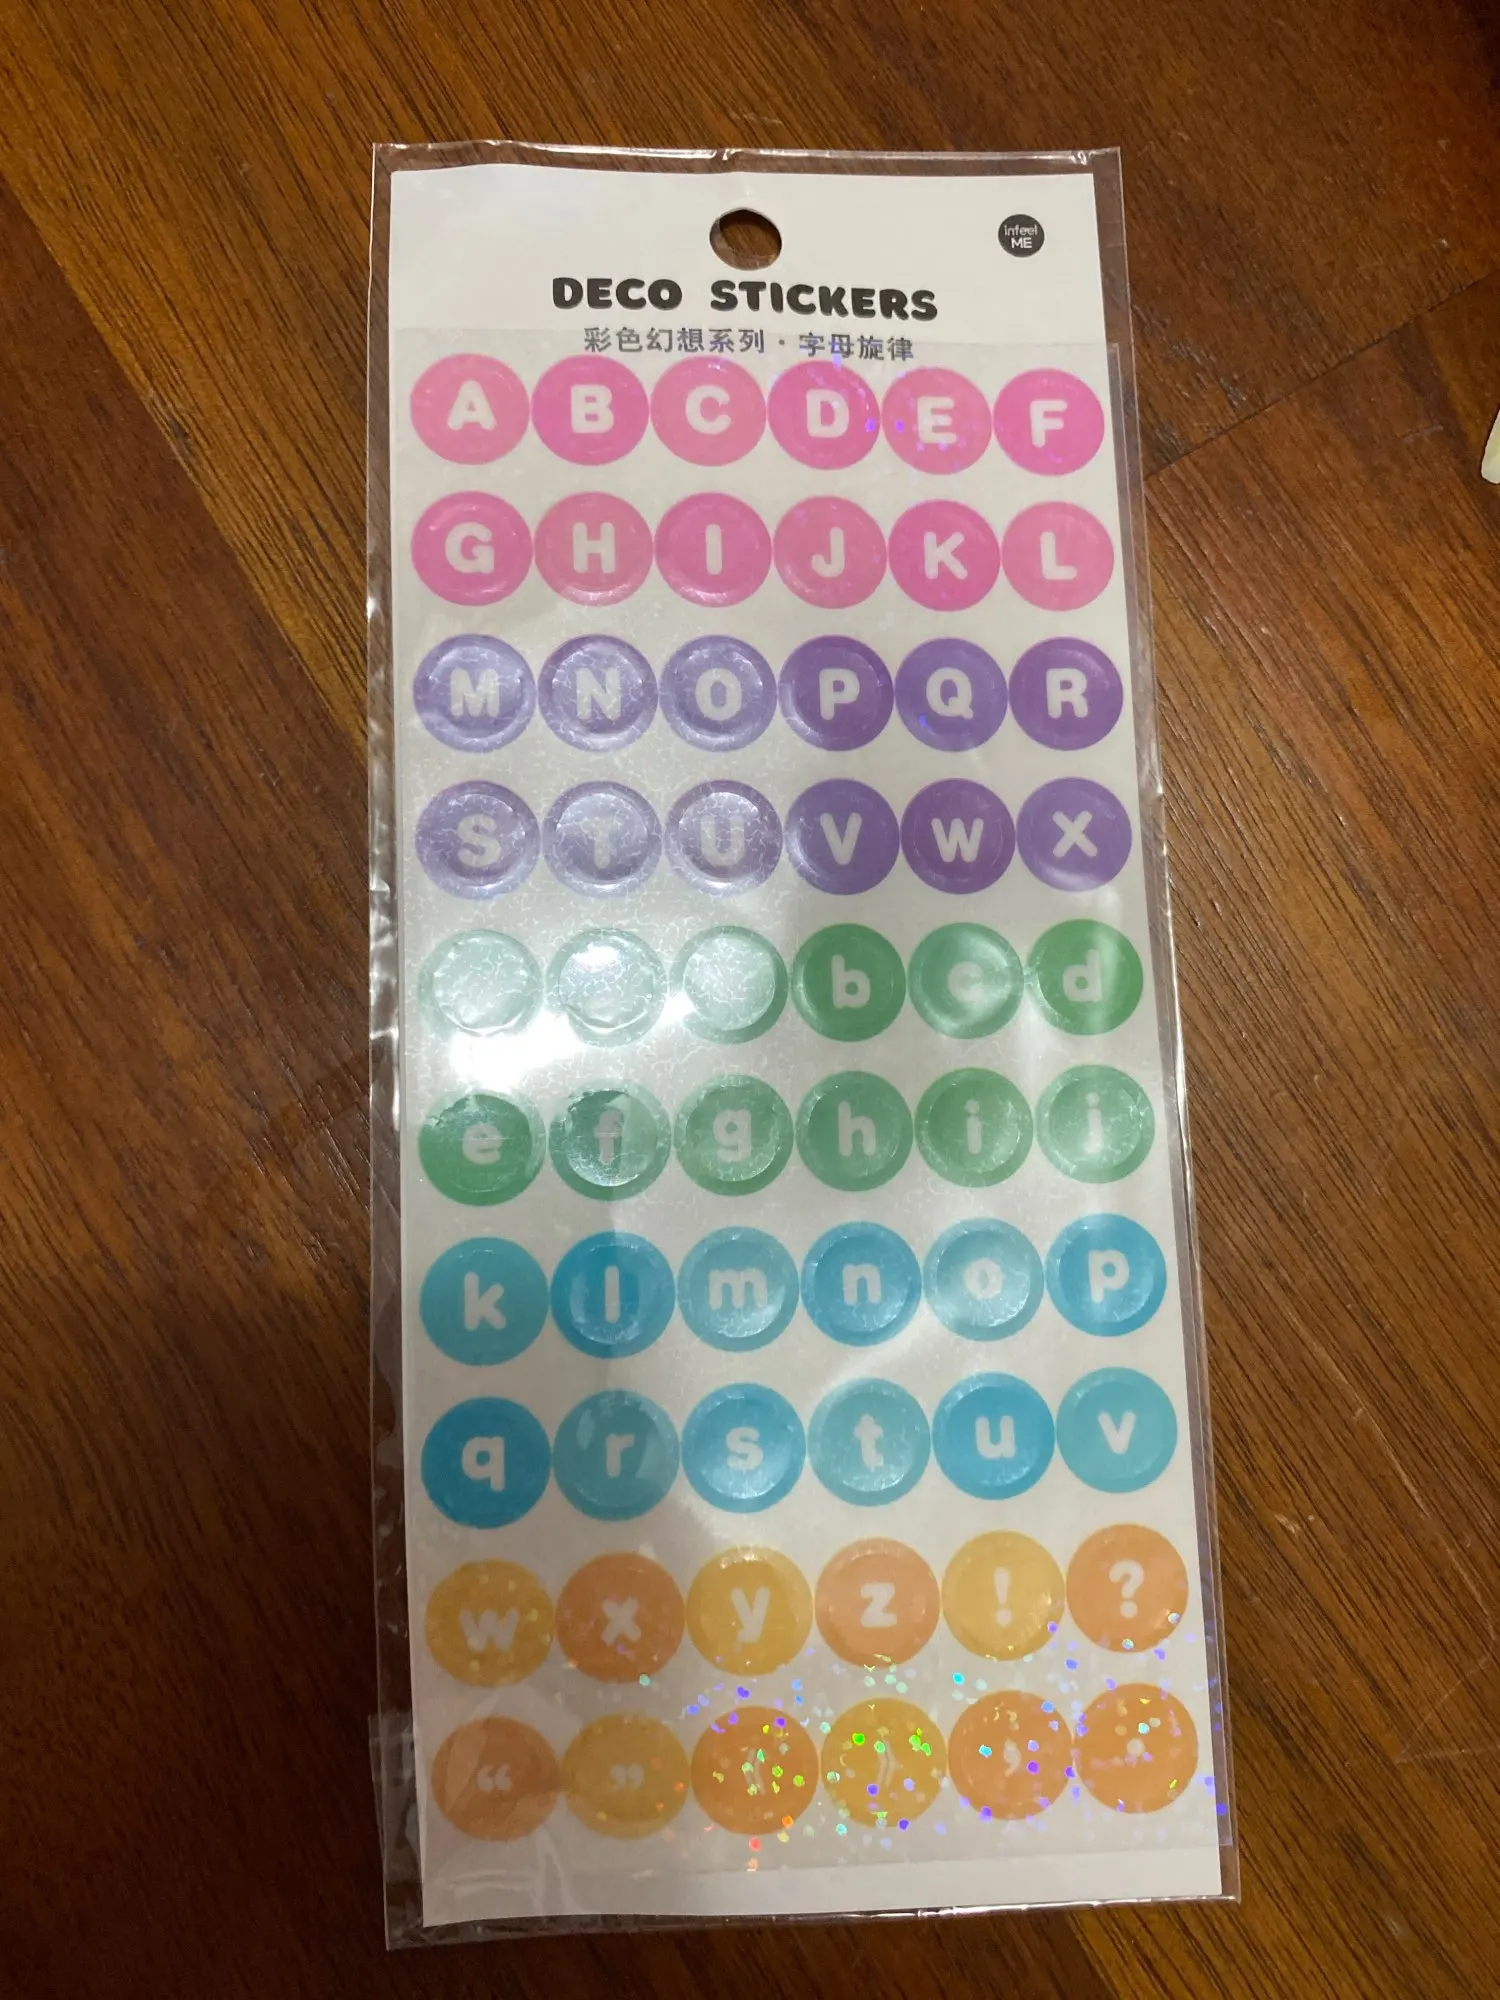 infeel
ME
DECO STICKERS
彩色幻想系列·字母旋律
A B C D E F
G H I J K L
M N O P Q R
S T U V W X
b c d
e f g h i j
k l m n o p
q r s t u v
w x y z ! ?
“ ” ( ) ,